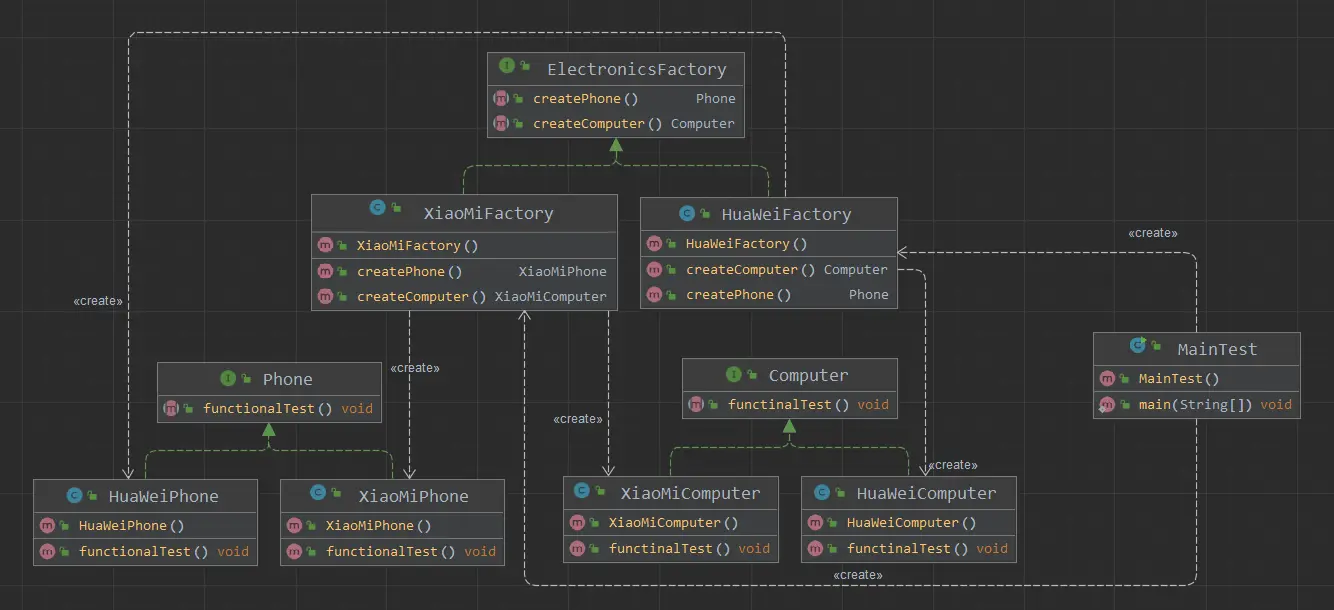 ElectronicsFactory
createPhone() Phone
createComputer() Computer
XiaoMiFactory
XiaoMiFactory()
createPhone() XiaoMiPhone
createComputer() XiaoMiComputer
HuaWeiFactory
HuaWeiFactory()
createComputer() Computer
createPhone() Phone
«create»
«create»
MainTest
MainTest()
main(String[]) void
Phone
functionalTest() void
«create»
Computer
functinalTest() void
«create»
«create»
HuaWeiPhone
HuaWeiPhone()
functionalTest() void
XiaoMiPhone
XiaoMiPhone()
functionalTest() void
XiaoMiComputer
XiaoMiComputer()
functinalTest() void
HuaWeiComputer
HuaWeiComputer()
functinalTest() void
«create»